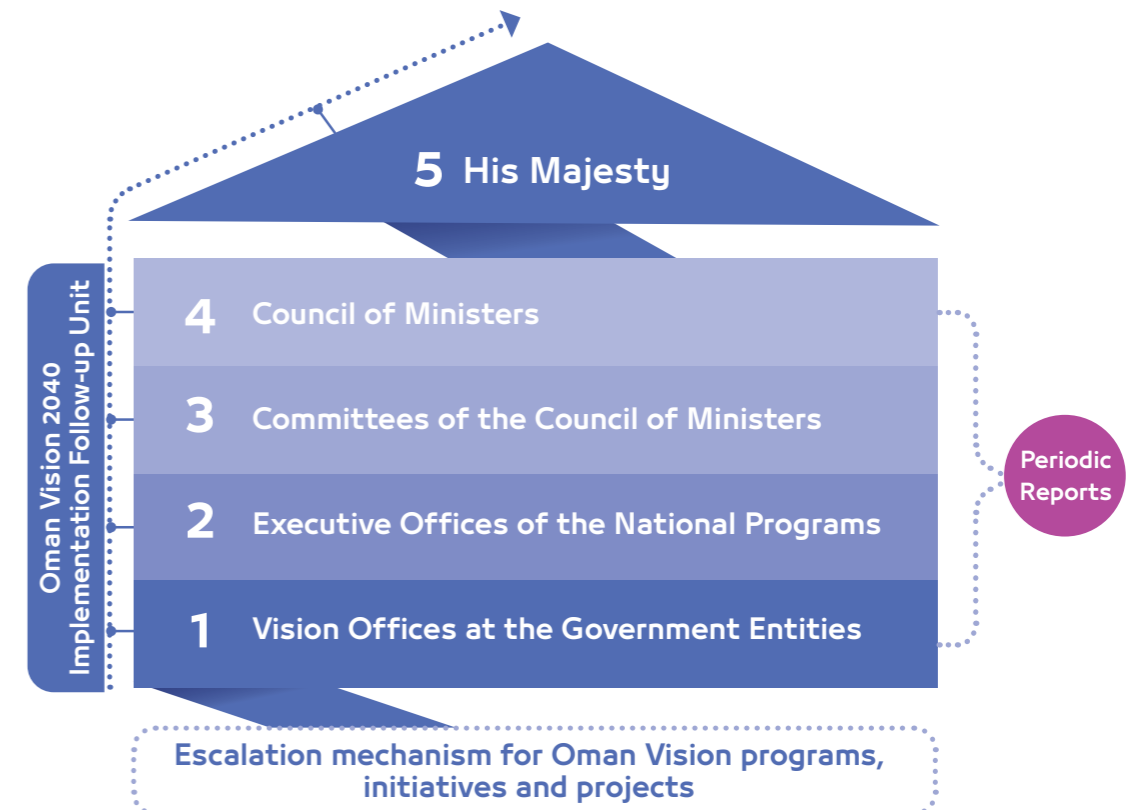 5 His Majesty
4 Council of Ministers
3 Committees of the Council of Ministers
2 Executive Offices of the National Programs
1 Vision Offices at the Government Entities
Oman Vision 2040
Implementation Follow-up Unit
Periodic
Reports
Escalation mechanism for Oman Vision programs,
initiatives and projects